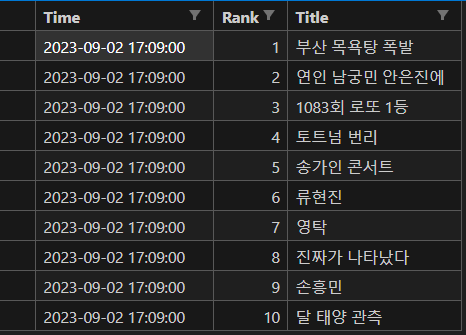 Time Rank Title
2023-09-02 17:09:00 1 부산 목욕탕 폭발
2023-09-02 17:09:00 2 연인 남궁민 안은진에
2023-09-02 17:09:00 3 1083회 로또 1등
2023-09-02 17:09:00 4 토트넘 번리
2023-09-02 17:09:00 5 송가인 콘서트
2023-09-02 17:09:00 6 류현진
2023-09-02 17:09:00 7 영탁
2023-09-02 17:09:00 8 진짜가 나타났다
2023-09-02 17:09:00 9 손흥민
2023-09-02 17:09:00 10 달 태양 관측